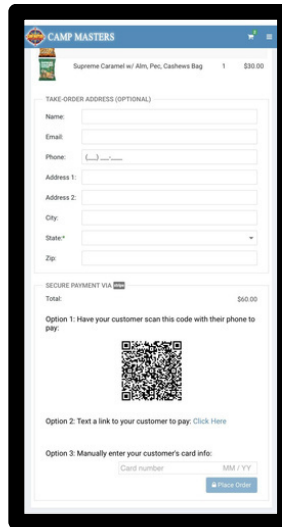 CAMP MASTERS
Supreme Caramel w/ Alm, Pec, Cashews Bag 1 $30.00
TAKE-ORDER ADDRESS (OPTIONAL)
Name:
Email:
Phone: (__) __-____
Address 1:
Address 2:
City:
State:*
Zip:
SECURE PAYMENT VIA
Total: $60.00
Option 1: Have your customer scan this code with their phone to
pay:
Option 2: Text a link to your customer to pay: Click Here
Option 3: Manually enter your customer's card info:
Card number MM / YY
Place Order